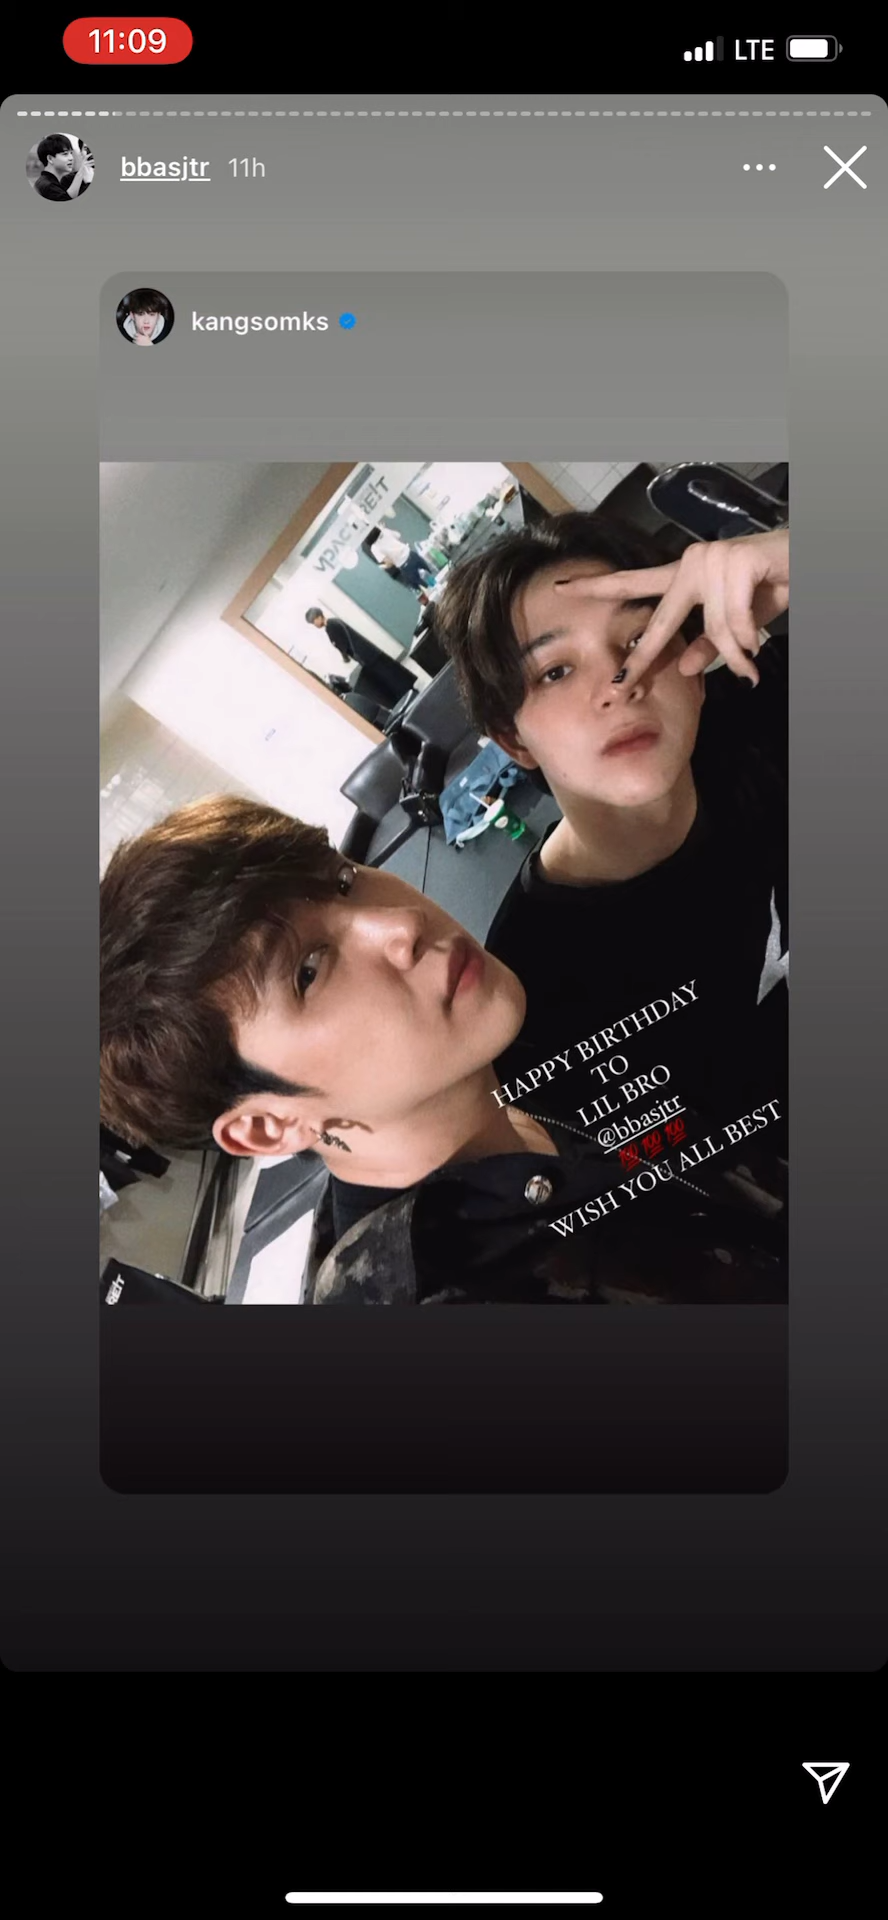 11:09
LTE
bbasjtr 11h
kangsomks
HAPPY BIRTHDAY
TO
LIL BRO
@bbasjtr
💯💯💯
WISH YOU ALL BEST